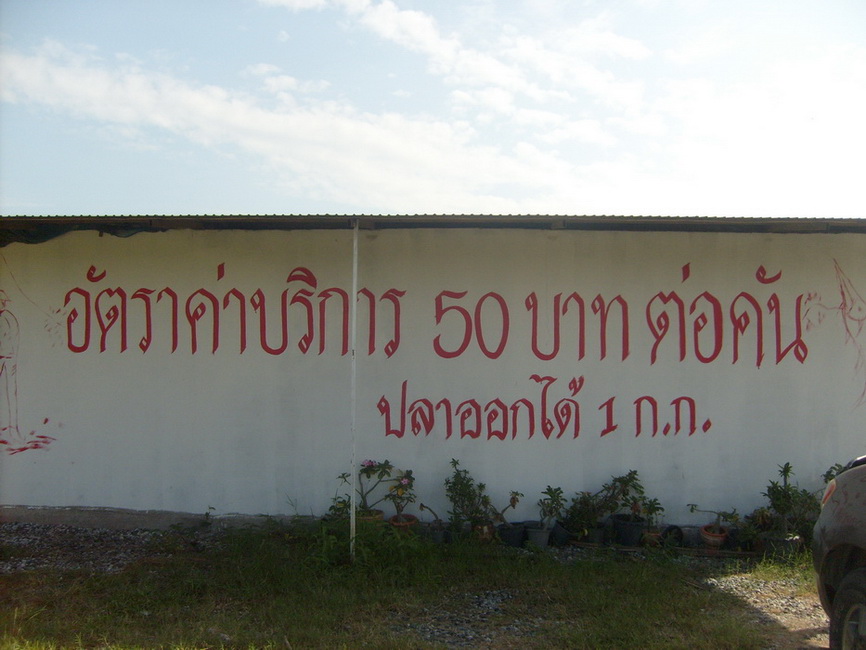 อัตราค่าบริการ 50 บาท ต่อคัน
ปลาออกได้ 1 ก.ก.